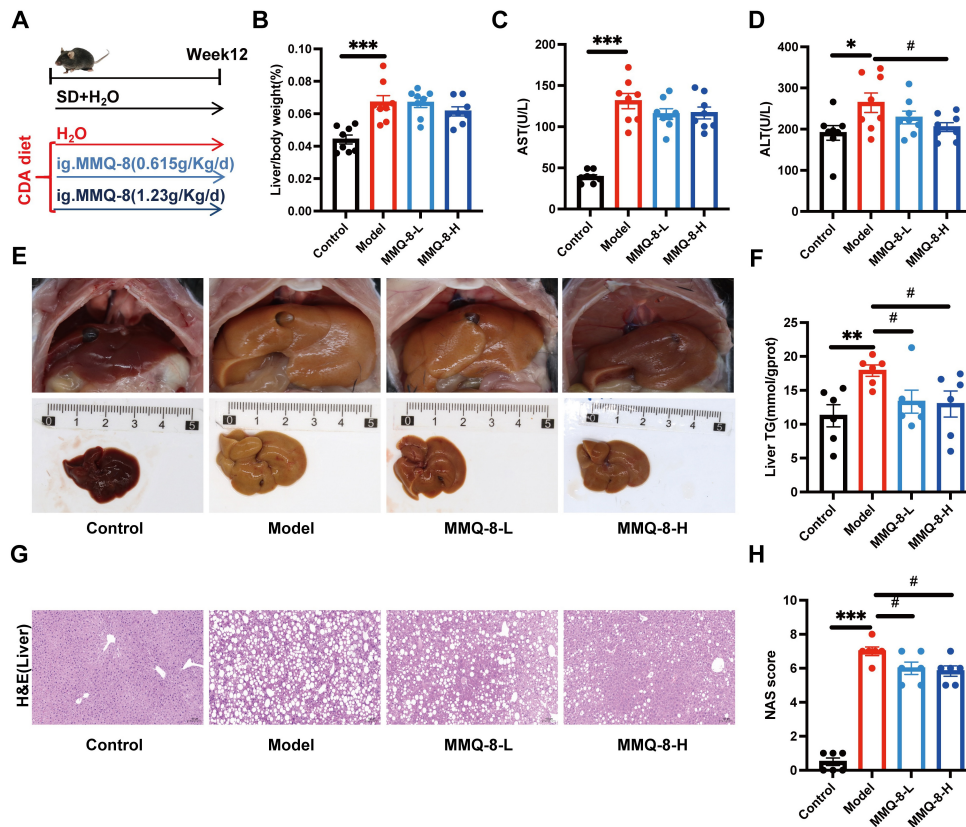 A
Week12
SD+H₂O
H₂O
ig.MMQ-8(0.615g/Kg/d)
ig.MMQ-8(1.23g/Kg/d)
CDA diet
B
Liver/body weight(%)
0.10
0.08
0.06
0.04
0.02
0.00
***
Control
Model
MMQ-8-L
MMQ-8-H
C
AST(U/L)
200
150
100
50
0
***
Control
Model
MMQ-8-L
MMQ-8-H
D
ALT(U/L)
400
300
200
100
0
*
#
Control
Model
MMQ-8-L
MMQ-8-H
E
0 1 2 3 4 5
0 1 2 3 4 5
0 1 2 3 4 5
0 1 2 3 4 5
Control
Model
MMQ-8-L
MMQ-8-H
F
Liver TG(mmol/gprot)
25
20
15
10
5
0
**
#
#
Control
Model
MMQ-8-L
MMQ-8-H
G
H&E(Liver)
Control
Model
MMQ-8-L
MMQ-8-H
H
NAS score
10
8
6
4
2
0
***
#
#
Control
Model
MMQ-8-L
MMQ-8-H